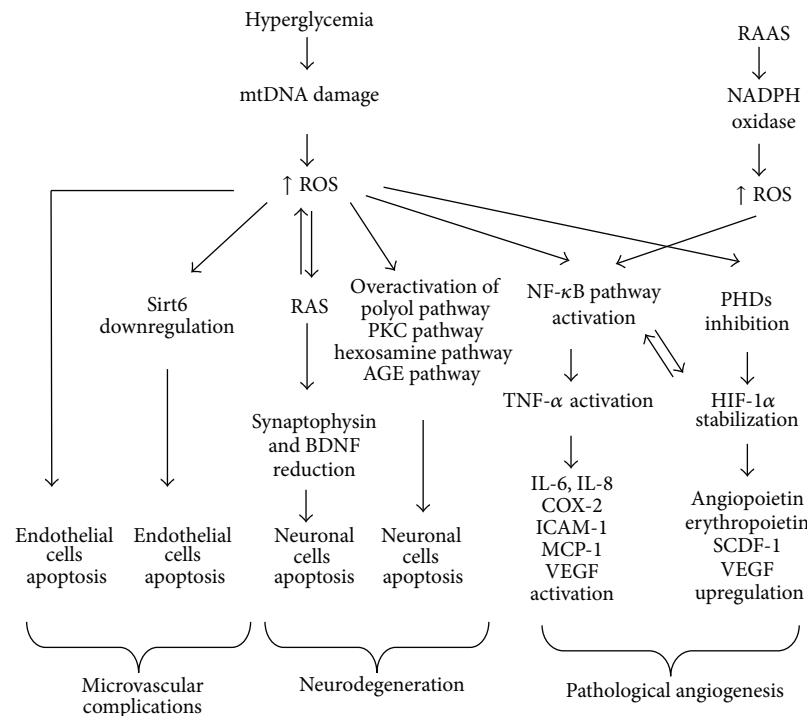 Hyperglycemia
mtDNA damage
↑ ROS
RAAS
NADPH
oxidase
↑ ROS
Sirt6
downregulation
RAS
Overactivation of
polyol pathway
PKC pathway
hexosamine pathway
AGE pathway
NF-κB pathway
activation
PHDs
inhibition
Synaptophysin
and BDNF
reduction
TNF-α activation
HIF-1α
stabilization
Endothelial
cells
apoptosis
Endothelial
cells
apoptosis
Neuronal
cells
apoptosis
Neuronal
cells
apoptosis
IL-6, IL-8
COX-2
ICAM-1
MCP-1
VEGF
activation
Angiopoietin
erythropoietin
SCDF-1
VEGF
upregulation
Microvascular
complications
Neurodegeneration
Pathological angiogenesis